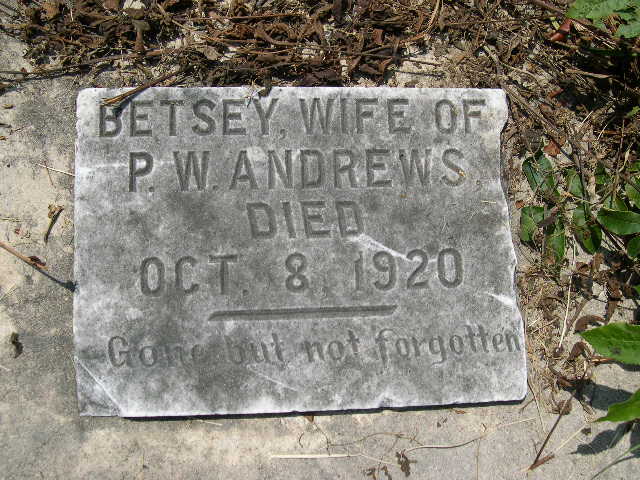 BETSEY, WIFE OF
P. W. ANDREWS,
DIED
OCT. 8, 1920
Gone but not forgotten